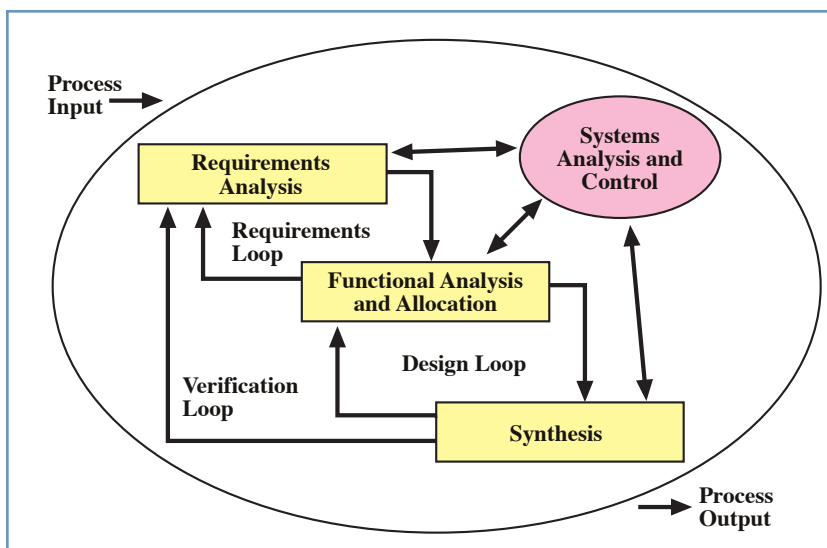 Process
Input
Systems
Analysis and
Control
Requirements
Analysis
Requirements
Loop
Functional Analysis
and Allocation
Design Loop
Verification
Loop
Synthesis
Process
Output